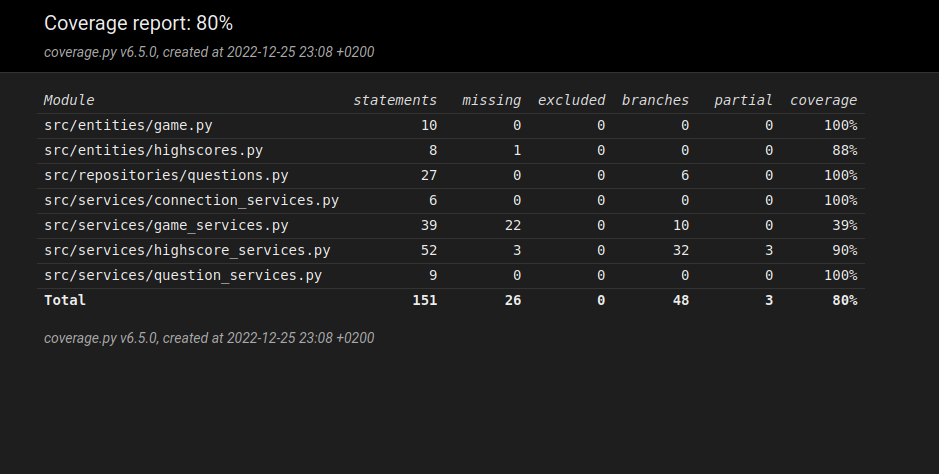 Coverage report: 80%
coverage.py v6.5.0, created at 2022-12-25 23:08 +0200
Module statements missing excluded branches partial coverage
src/entities/game.py 10 0 0 0 0 100%
src/entities/highscores.py 8 1 0 0 0 88%
src/repositories/questions.py 27 0 0 6 0 100%
src/services/connection_services.py 6 0 0 0 0 100%
src/services/game_services.py 39 22 0 10 0 39%
src/services/highscore_services.py 52 3 0 32 3 90%
src/services/question_services.py 9 0 0 0 0 100%
Total 151 26 0 48 3 80%
coverage.py v6.5.0, created at 2022-12-25 23:08 +0200